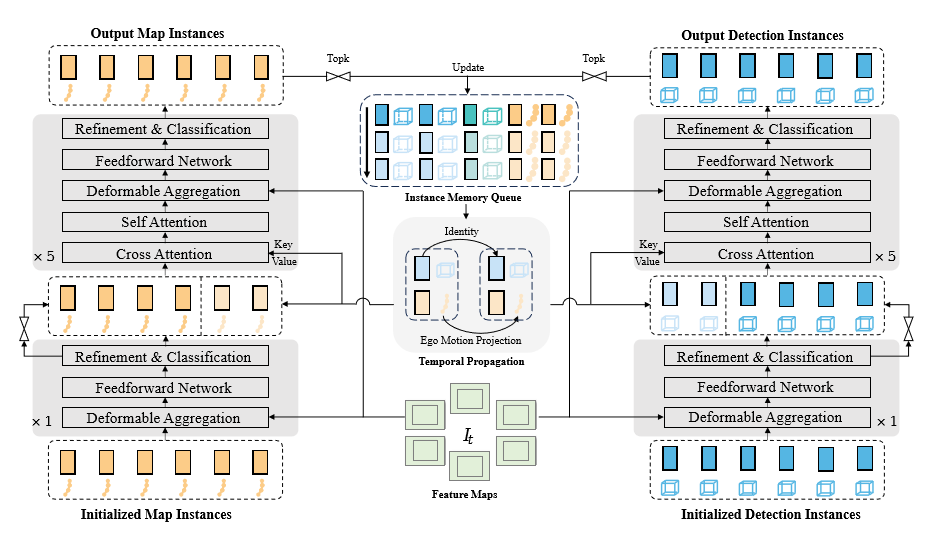 Output Map Instances
Output Detection Instances
Topk
Topk
Update
Refinement & Classification
Feedforward Network
Deformable Aggregation
Self Attention
Cross Attention
× 5
Key
Value
Instance Memory Queue
Identity
Ego Motion Projection
Temporal Propagation
Refinement & Classification
Feedforward Network
Deformable Aggregation
Self Attention
Cross Attention
× 5
Key
Value
Refinement & Classification
Feedforward Network
Deformable Aggregation
× 1
I_t
Feature Maps
Refinement & Classification
Feedforward Network
Deformable Aggregation
× 1
Initialized Map Instances
Initialized Detection Instances